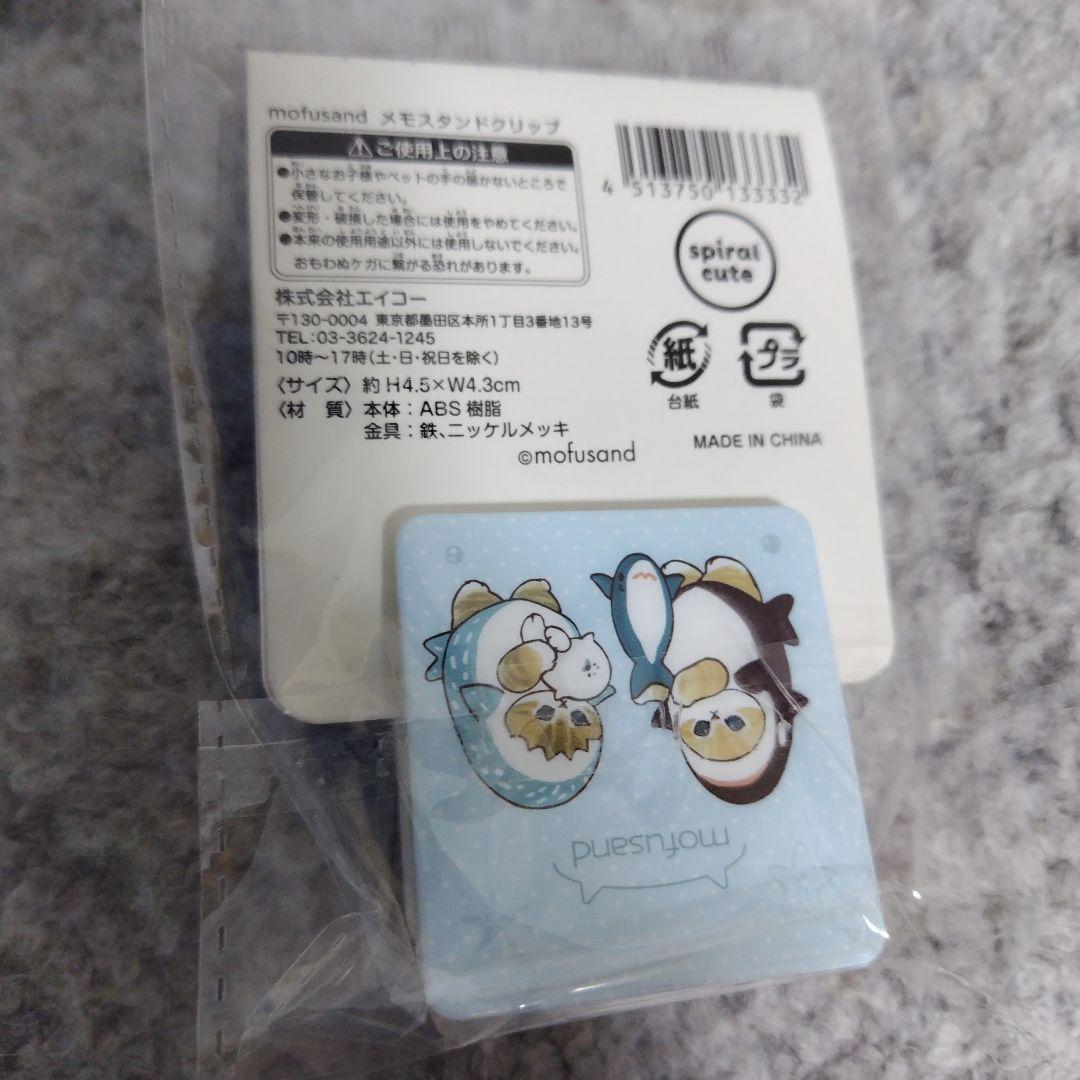 mofusand メモスタンドクリップ
ご使用上の注意
●小さなお子様やペットの手の届かないところで
保管してください。
●変形・破損した場合には使用をやめてください。
●本来の使用用途以外には使用しないでください。
おもわぬケガに繋がる恐れがあります。
株式会社エイコー
〒130-0004 東京都墨田区本所1丁目3番地13号
TEL:03-3624-1245
10時〜17時(土・日・祝日を除く)
〈サイズ〉約 H4.5×W4.3cm
〈材 質〉本体:ABS樹脂
金具:鉄、ニッケルメッキ
©mofusand
4 513750 133332
spiral
cute
紙
台紙
プラ
袋
MADE IN CHINA
mofusand